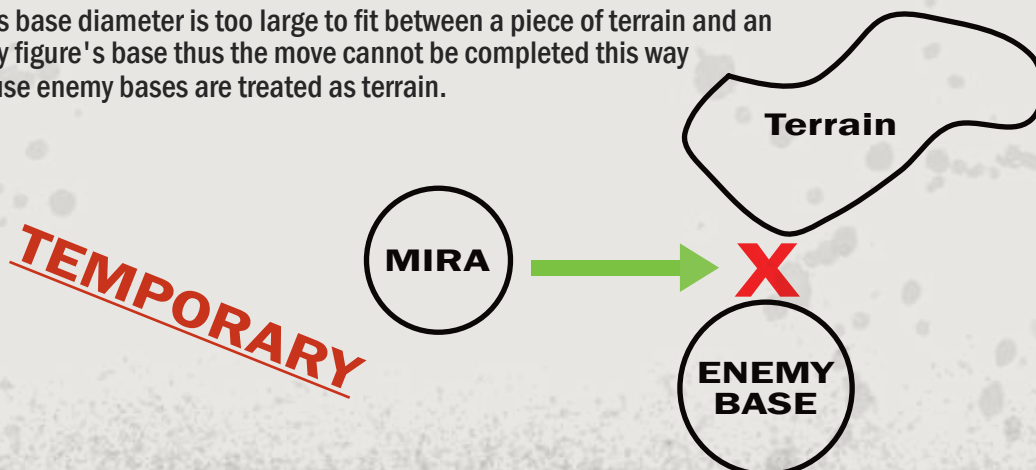 s base diameter is too large to fit between a piece of terrain and an
y figure's base thus the move cannot be completed this way
use enemy bases are treated as terrain.
Terrain
MIRA
X
TEMPORARY
ENEMY
BASE